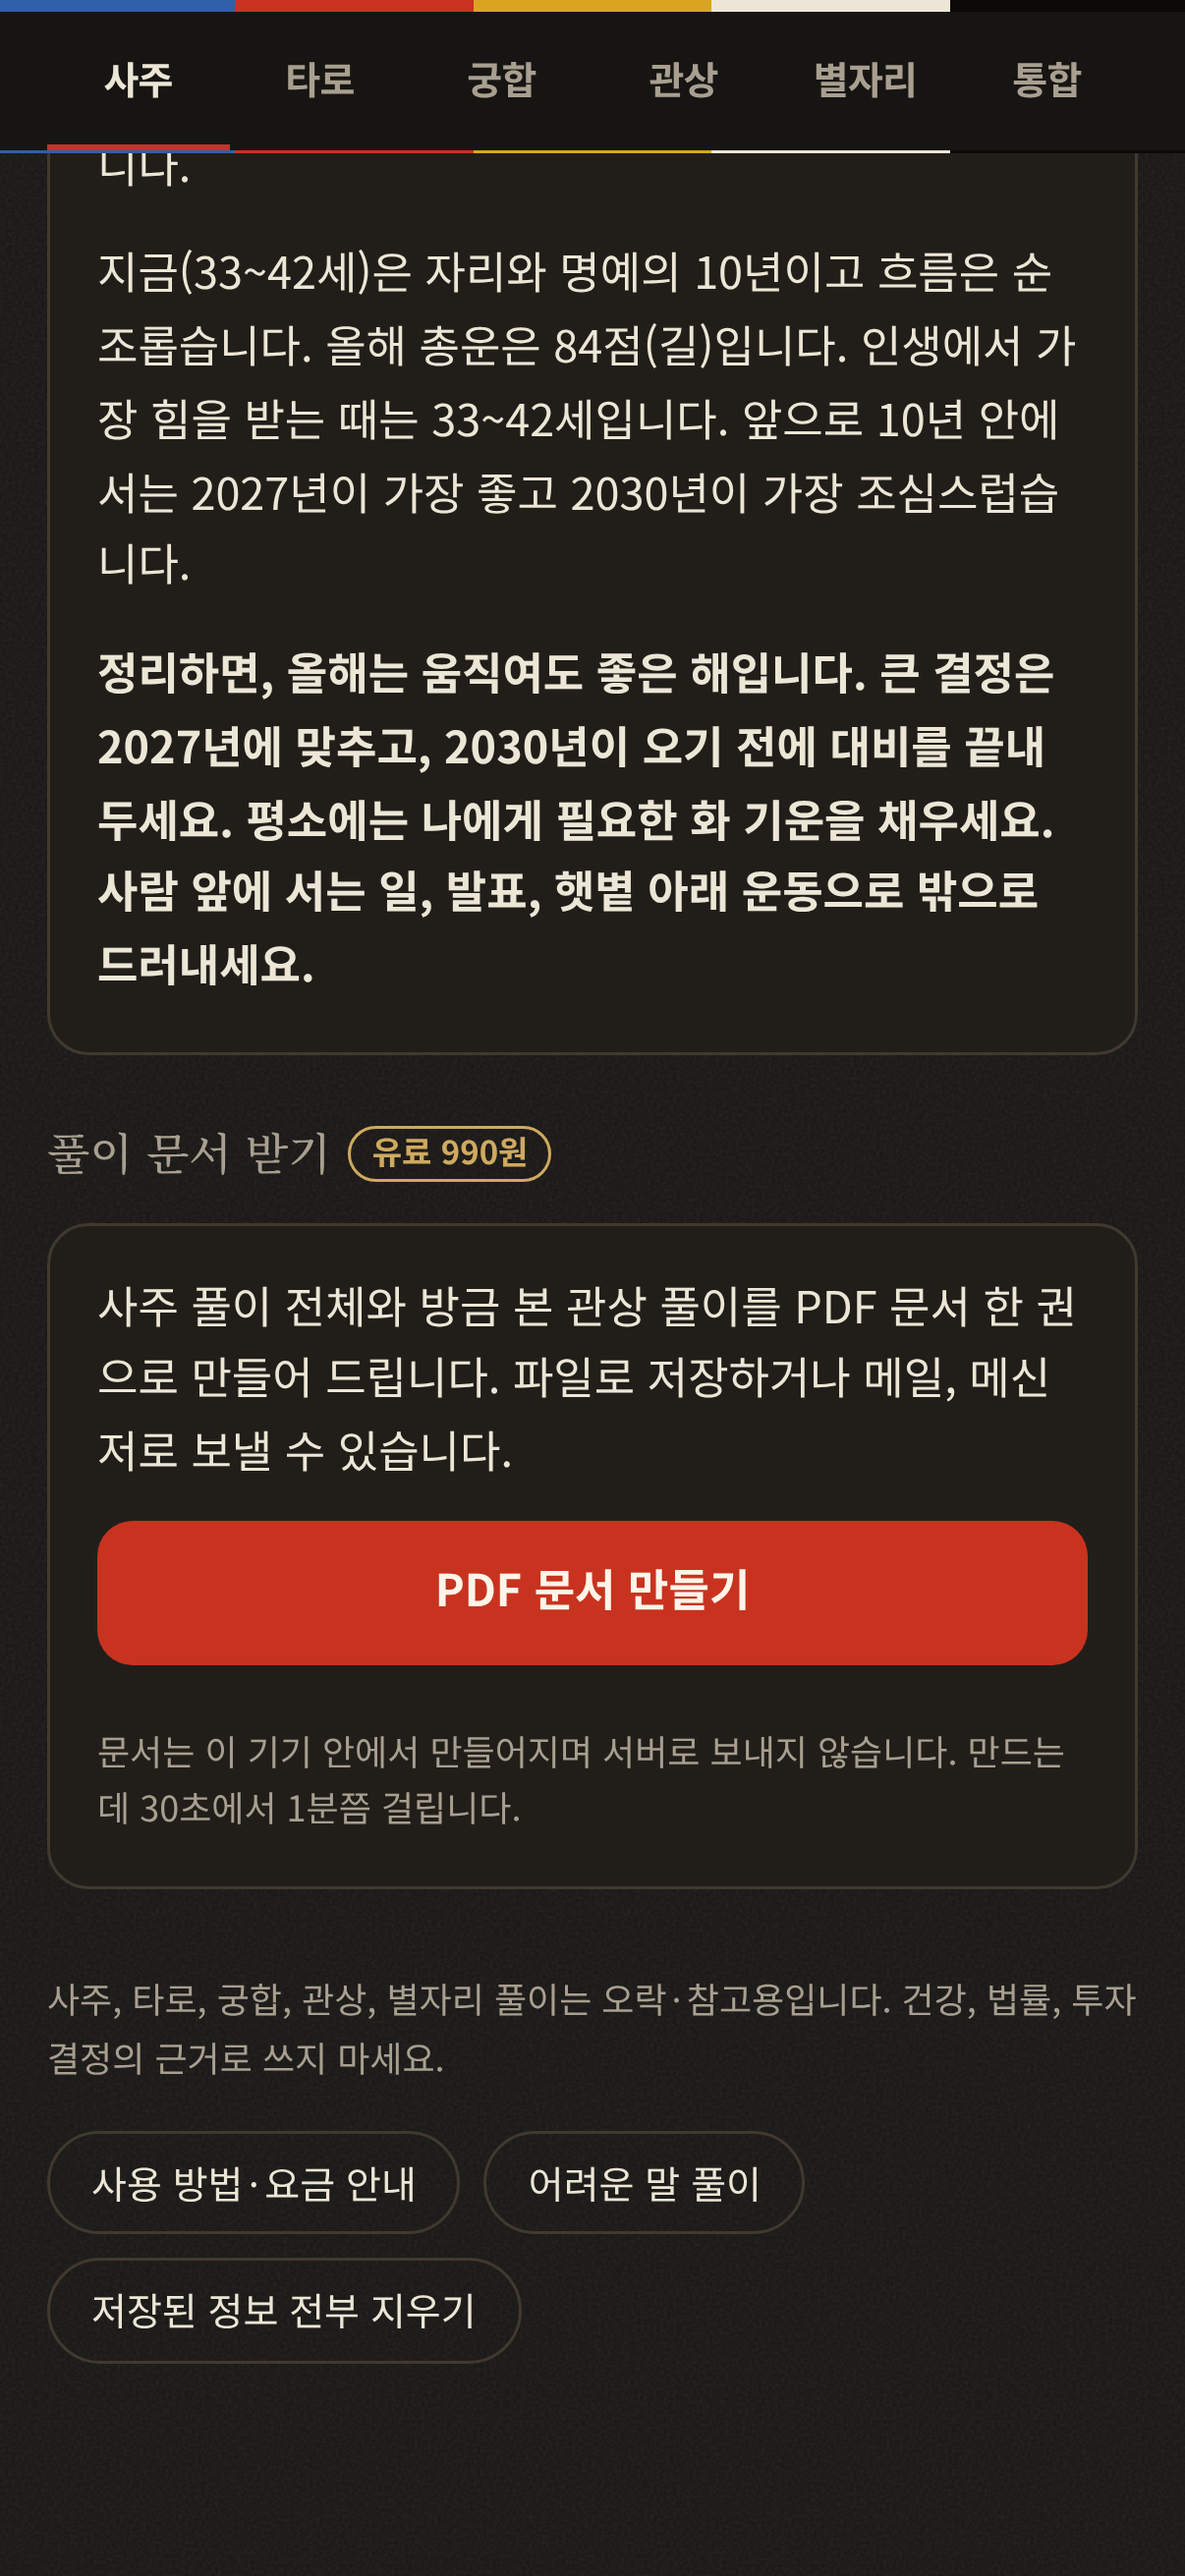 사주
타로
궁합
관상
별자리
통합
니다.
지금(33~42세)은 자리와 명예의 10년이고 흐름은 순
조롭습니다. 올해 총운은 84점(길)입니다. 인생에서 가
장 힘을 받는 때는 33~42세입니다. 앞으로 10년 안에
서는 2027년이 가장 좋고 2030년이 가장 조심스럽습
니다.
정리하면, 올해는 움직여도 좋은 해입니다. 큰 결정은
2027년에 맞추고, 2030년이 오기 전에 대비를 끝내
두세요. 평소에는 나에게 필요한 화 기운을 채우세요.
사람 앞에 서는 일, 발표, 햇볕 아래 운동으로 밖으로
드러내세요.
풀이 문서 받기 유료 990원
사주 풀이 전체와 방금 본 관상 풀이를 PDF 문서 한 권
으로 만들어 드립니다. 파일로 저장하거나 메일, 메신
저로 보낼 수 있습니다.
PDF 문서 만들기
문서는 이 기기 안에서 만들어지며 서버로 보내지 않습니다. 만드는
데 30초에서 1분쯤 걸립니다.
사주, 타로, 궁합, 관상, 별자리 풀이는 오락·참고용입니다. 건강, 법률, 투자
결정의 근거로 쓰지 마세요.
사용 방법·요금 안내
어려운 말 풀이
저장된 정보 전부 지우기